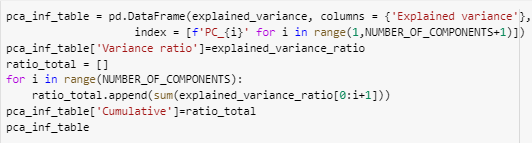 pca_inf_table = pd.DataFrame(explained_variance, columns = {'Explained variance'},
index = [f'PC_{i}' for i in range(1,NUMBER_OF_COMPONENTS+1)])
pca_inf_table['Variance ratio']=explained_variance_ratio
ratio_total = []
for i in range(NUMBER_OF_COMPONENTS):
    ratio_total.append(sum(explained_variance_ratio[0:i+1]))
pca_inf_table['Cumulative']=ratio_total
pca_inf_table